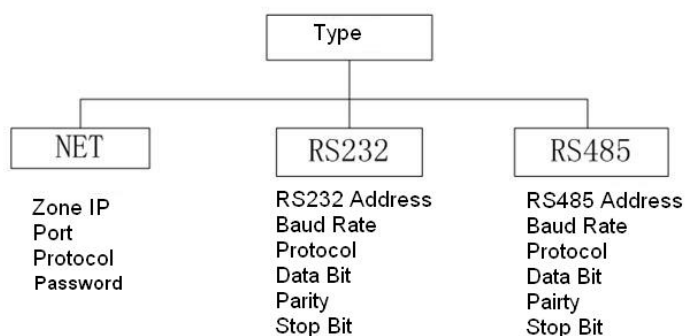 Type
NET
RS232
RS485
Zone IP
Port
Protocol
Password
RS232 Address
Baud Rate
Protocol
Data Bit
Parity
Stop Bit
RS485 Address
Baud Rate
Protocol
Data Bit
Pairty
Stop Bit